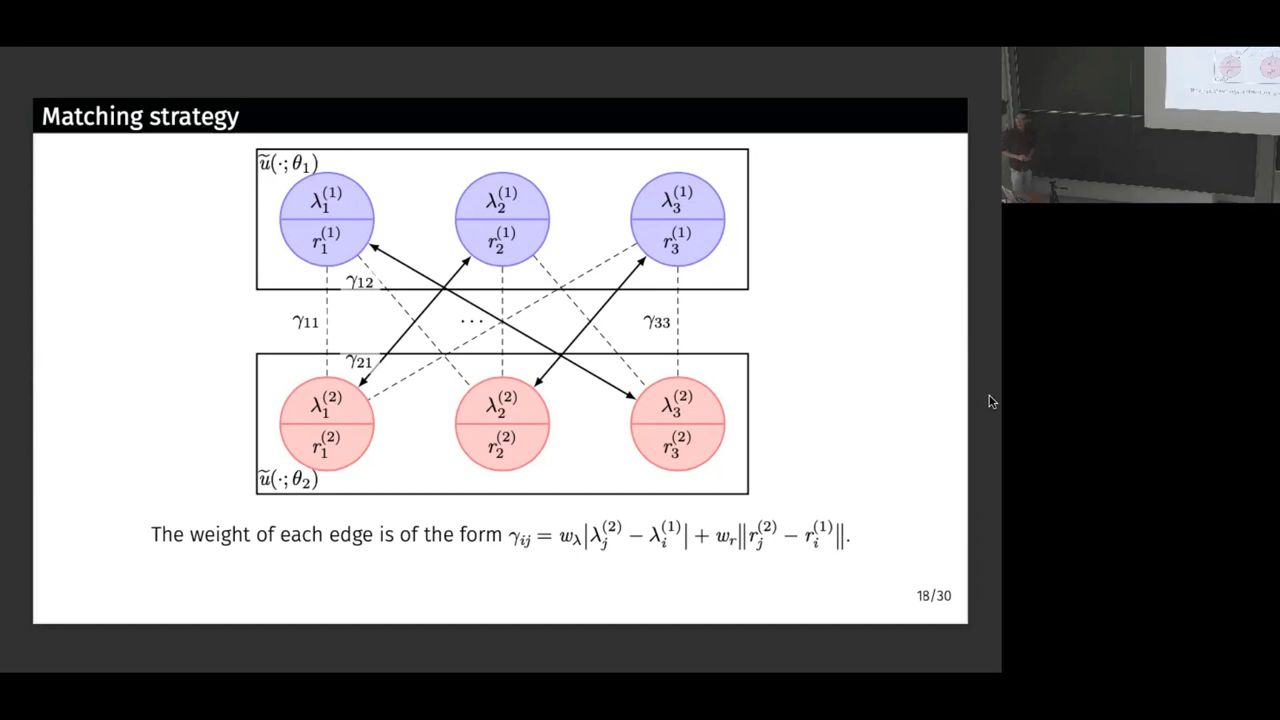 Matching strategy
ũ(·; θ₁)
λ₁⁽¹⁾ λ₂⁽¹⁾ λ₃⁽¹⁾
r₁⁽¹⁾ r₂⁽¹⁾ r₃⁽¹⁾
γ₁₂
γ₁₁ ··· γ₃₃
γ₂₁
λ₁⁽²⁾ λ₂⁽²⁾ λ₃⁽²⁾
r₁⁽²⁾ r₂⁽²⁾ r₃⁽²⁾
ũ(·; θ₂)
The weight of each edge is of the form γᵢⱼ = w_λ|λⱼ⁽²⁾ − λᵢ⁽¹⁾| + wᵣ‖rⱼ⁽²⁾ − rᵢ⁽¹⁾‖.
18/30